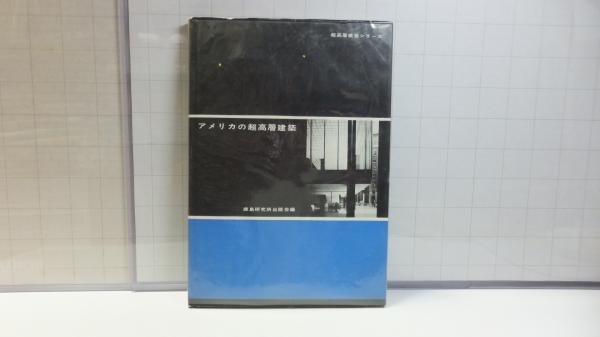 超高層建築シリーズ
アメリカの超高層建築
鹿島研究所出版会編